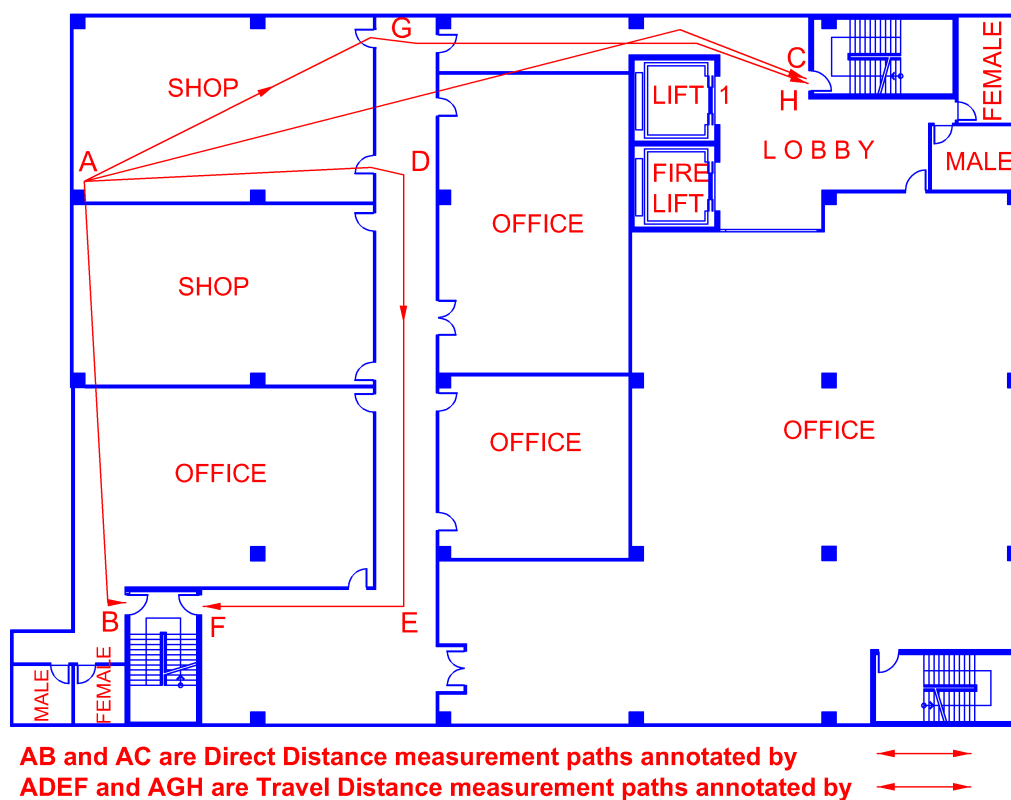 G
C
FEMALE
SHOP
LIFT 1
H
A
D
LOBBY
MALE
FIRE
LIFT
OFFICE
SHOP
OFFICE
OFFICE
OFFICE
B
F
E
MALE
FEMALE
AB and AC are Direct Distance measurement paths annotated by
ADEF and AGH are Travel Distance measurement paths annotated by